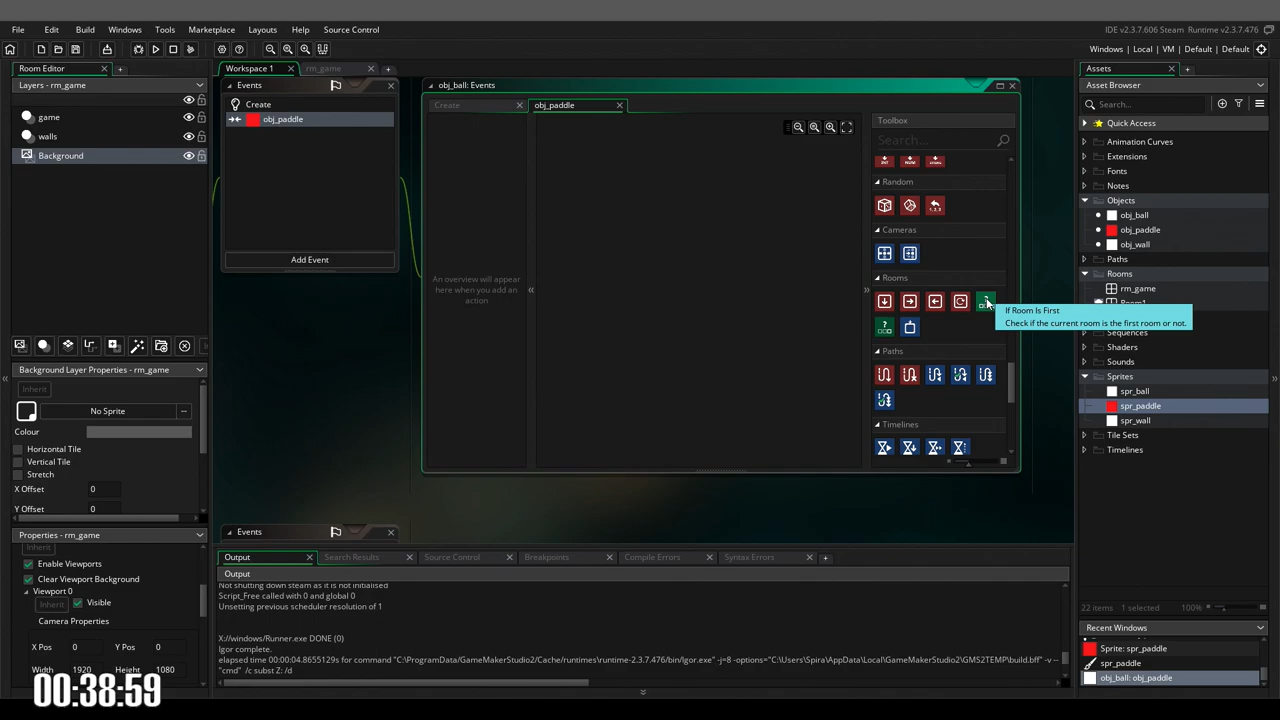 File Edit Build Windows Tools Marketplace Layouts Help Source Control
IDE v2.3.7.606 Steam Runtime v2.3.7.476
Windows | Local | VM | Default | Default
Room Editor
Workspace 1
rm_game
Assets
Layers - rm_game
Events
obj_ball: Events
Asset Browser
Create
obj_paddle
Create
obj_paddle
Search...
game
walls
Background
Toolbox
Search...
Quick Access
Animation Curves
Extensions
Fonts
Notes
Objects
obj_ball
obj_paddle
obj_wall
Paths
Rooms
rm_game
Room1
Sequences
Shaders
Sounds
Sprites
spr_ball
spr_paddle
spr_wall
Tile Sets
Timelines
Random
Cameras
Rooms
If Room Is First
Check if the current room is the first room or not.
Paths
Timelines
Add Event
An overview will appear
here when you add an
action
Background Layer Properties - rm_game
Inherit
No Sprite
Colour
Horizontal Tile
Vertical Tile
Stretch
X Offset 0
Y Offset 0
Properties - rm_game
Inherit
Enable Viewports
Clear Viewport Background
Viewport 0
Inherit Visible
Camera Properties
X Pos 0 Y Pos 0
Width 1920 Height 1080
Events
Output Search Results Source Control Breakpoints Compile Errors Syntax Errors
Output
Not shutting down steam as it is not initialised
Script_Free called with 0 and global 0
Unsetting previous scheduler resolution of 1
X://windows/Runner.exe DONE (0)
Igor complete.
elapsed time 00:00:04.8655129s for command "C:\ProgramData/GameMakerStudio2/Cache/runtimes\runtime-2.3.7.476/bin/Igor.exe" -j=8 -options="C:\Users\Spira\AppData\Local\GameMakerStudio2\GMS2TEMP\build.bff" -v --
"cmd" /c subst Z: /d
22 items 1 selected 100%
Recent Windows
Sprite: spr_paddle
spr_paddle
obj_ball: obj_paddle
00:38:59